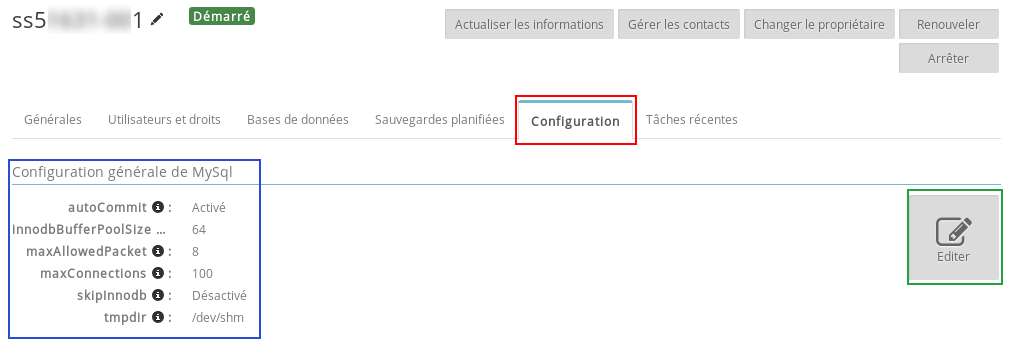 ss5 1
Démarré
Actualiser les informations
Gérer les contacts
Changer le propriétaire
Renouveler
Arrêter
Générales
Utilisateurs et droits
Bases de données
Sauvegardes planifiées
Configuration
Tâches récentes
Configuration générale de MySql
autoCommit : Activé
innodbBufferPoolSize ... 64
maxAllowedPacket : 8
maxConnections : 100
skipInnodb : Désactivé
tmpdir : /dev/shm
Editer